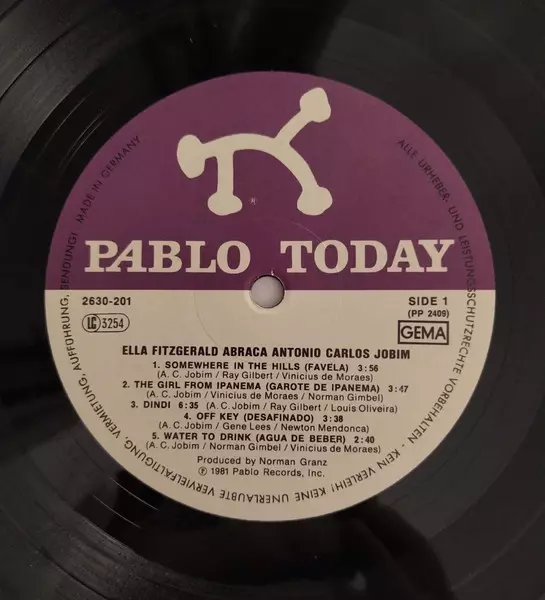 ®
PABLO TODAY
2630-201
SIDE 1
LC 3254
(PP 2409)
GEMA
ELLA FITZGERALD ABRACA ANTONIO CARLOS JOBIM
1. SOMEWHERE IN THE HILLS (FAVELA) 3:56
(A. C. Jobim / Ray Gilbert / Vinicius de Moraes)
2. THE GIRL FROM IPANEMA (GAROTE DE IPANEMA) 3:47
(A. C. Jobim / Vinicius de Moraes / Norman Gimbel)
3. DINDI 6:35 (A. C. Jobim / Ray Gilbert / Louis Oliveira)
4. OFF KEY (DESAFINADO) 3:38
(A. C. Jobim / Gene Lees / Newton Mendonca)
5. WATER TO DRINK (AGUA DE BEBER) 2:40
(A. C. Jobim / Norman Gimbel / Vinicius de Moraes)
Produced by Norman Granz
℗ 1981 Pablo Records, Inc.
MADE IN GERMANY
ALLE URHEBER- UND LEISTUNGSSCHUTZRECHTE VORBEHALTEN · KEIN VERLEIH! KEINE UNERLAUBTE VERVIELFÄLTIGUNG, VERMIETUNG, AUFFÜHRUNG, SENDUNG!